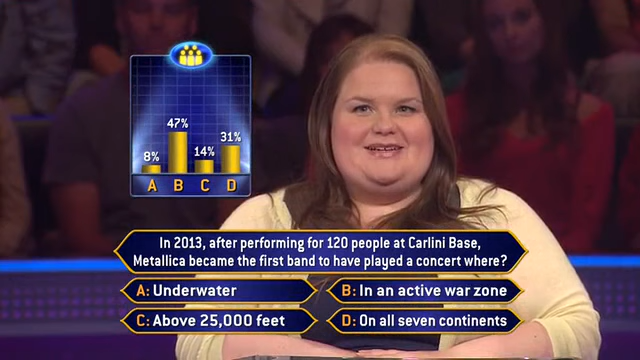 47%
31%
14%
8%
A B C D
In 2013, after performing for 120 people at Carlini Base,
Metallica became the first band to have played a concert where?
A: Underwater
B: In an active war zone
C: Above 25,000 feet
D: On all seven continents